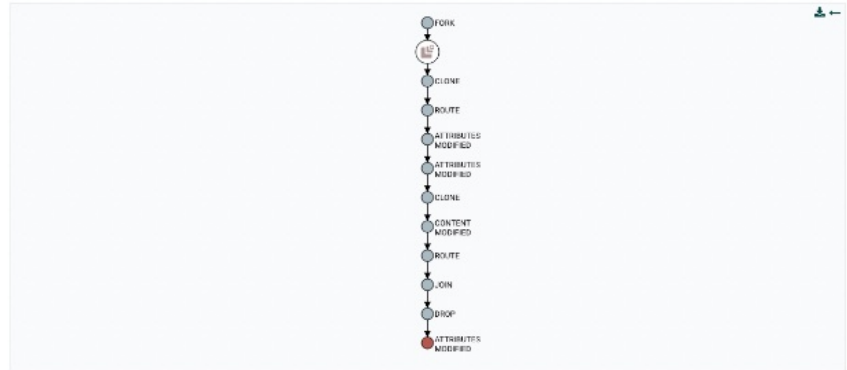 FORK
CLONE
ROUTE
ATTRIBUTES
MODIFIED
ATTRIBUTES
MODIFIED
CLONE
CONTENT
MODIFIED
ROUTE
JOIN
DROP
ATTRIBUTES
MODIFIED